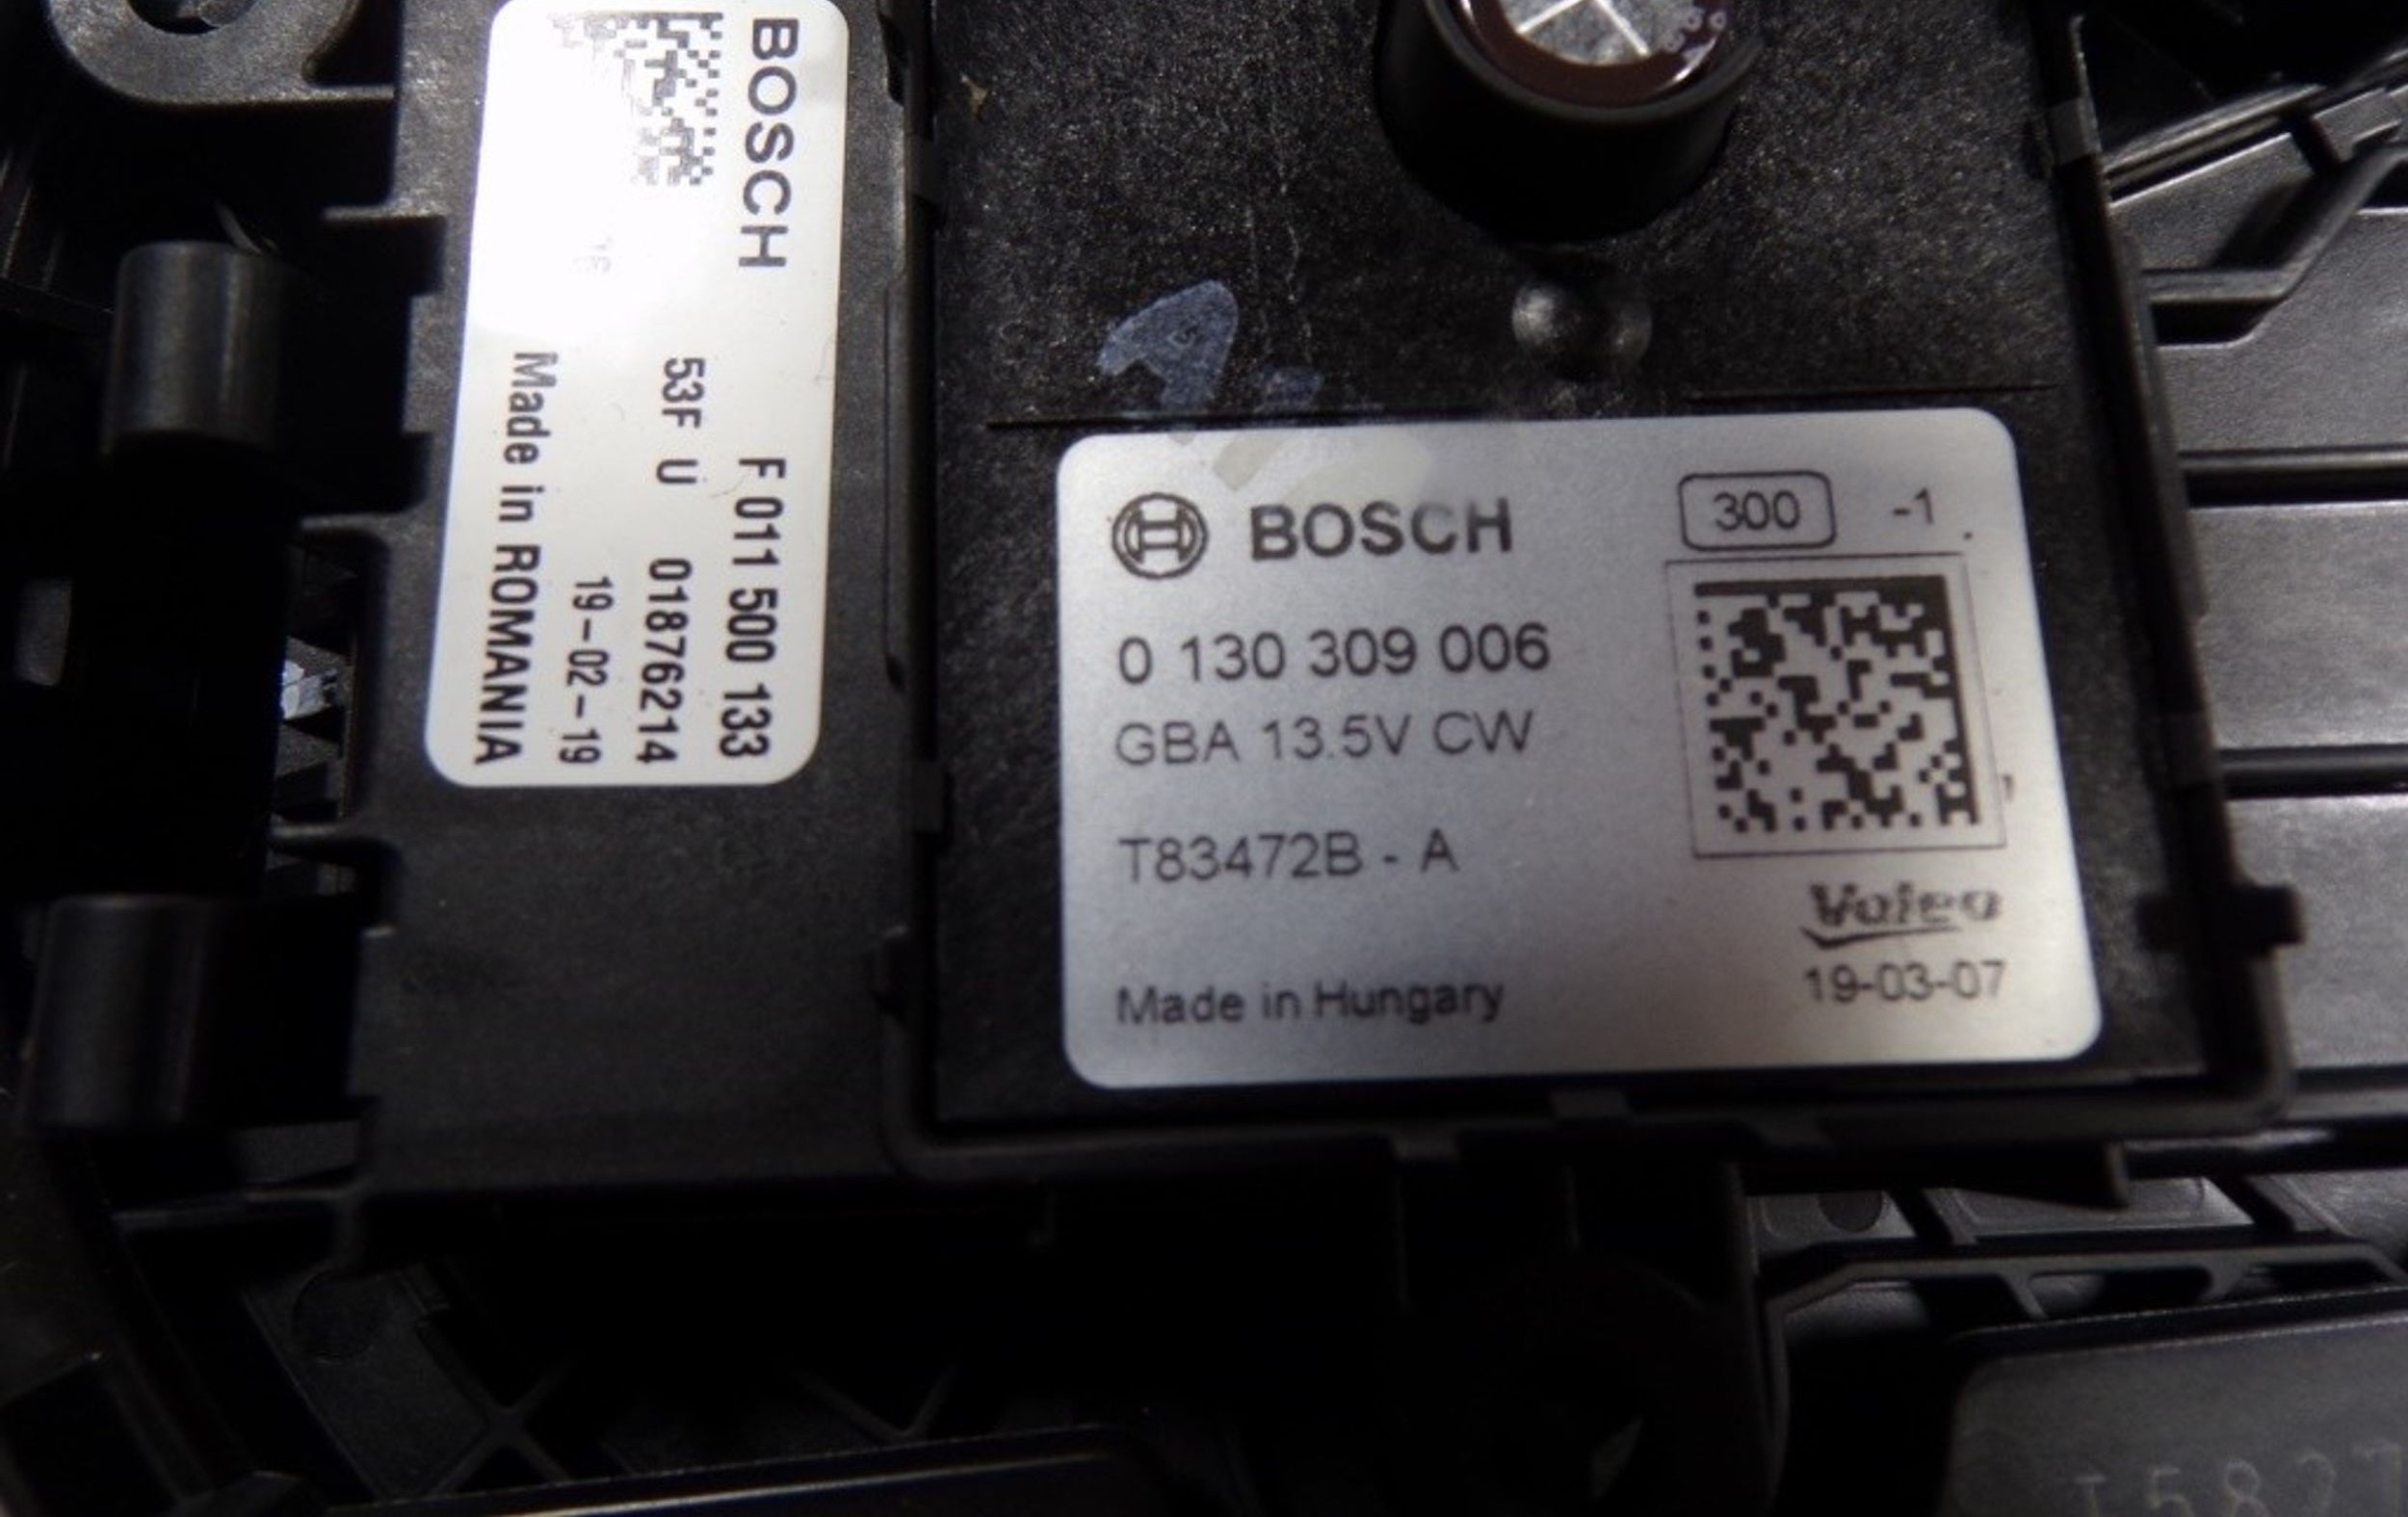 BOSCH
F 011 500 133
53F U 01876214
19-02-19
Made in ROMANIA
BOSCH
300 -1
0 130 309 006
GBA 13.5V CW
T83472B - A
Valeo
Made in Hungary
19-03-07